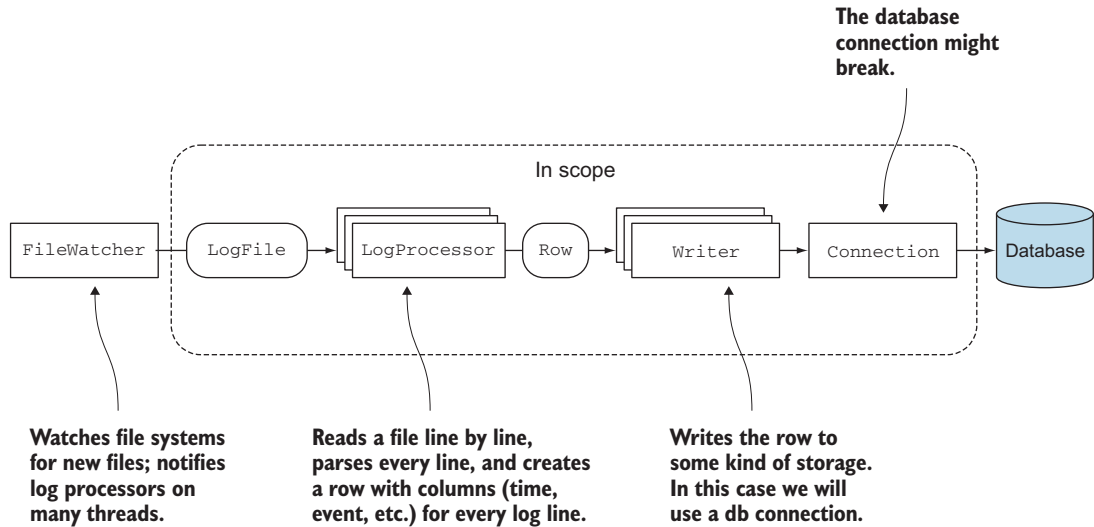 The database
connection might
break.
In scope
FileWatcher
LogFile
LogProcessor
Row
Writer
Connection
Database
Watches file systems
for new files; notifies
log processors on
many threads.
Reads a file line by line,
parses every line, and creates
a row with columns (time,
event, etc.) for every log line.
Writes the row to
some kind of storage.
In this case we will
use a db connection.